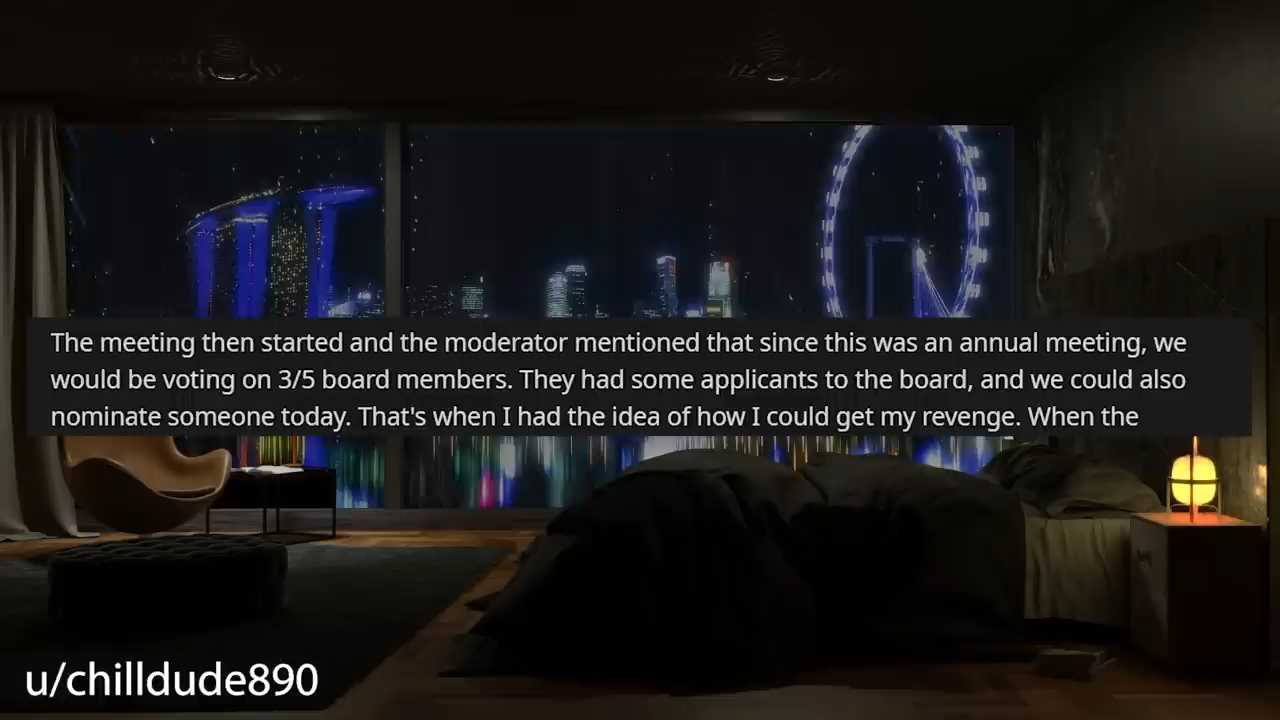 The meeting then started and the moderator mentioned that since this was an annual meeting, we
would be voting on 3/5 board members. They had some applicants to the board, and we could also
nominate someone today. That's when I had the idea of how I could get my revenge. When the
u/chilldude890